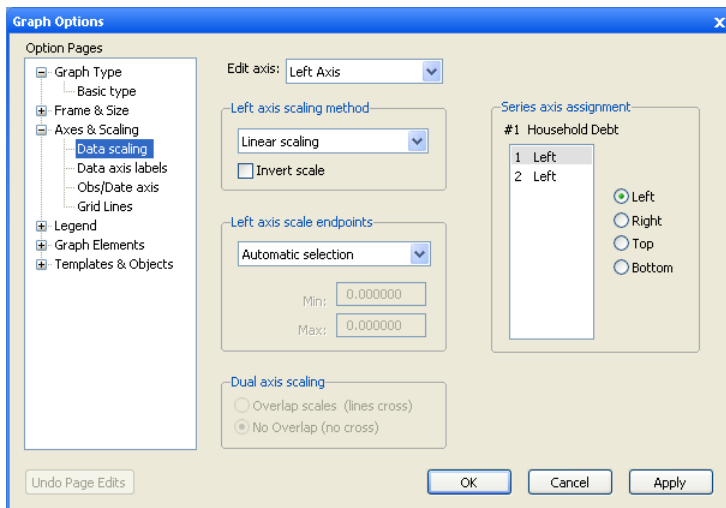 Graph Options
x
Option Pages
Graph Type
Basic type
Frame & Size
Axes & Scaling
Data scaling
Data axis labels
Obs/Date axis
Grid Lines
Legend
Graph Elements
Templates & Objects
Edit axis: Left Axis
Left axis scaling method
Linear scaling
Invert scale
Left axis scale endpoints
Automatic selection
Min: 0.000000
Max: 0.000000
Dual axis scaling
Overlap scales (lines cross)
No Overlap (no cross)
Series axis assignment
#1 Household Debt
1 Left
2 Left
Left
Right
Top
Bottom
Undo Page Edits
OK
Cancel
Apply